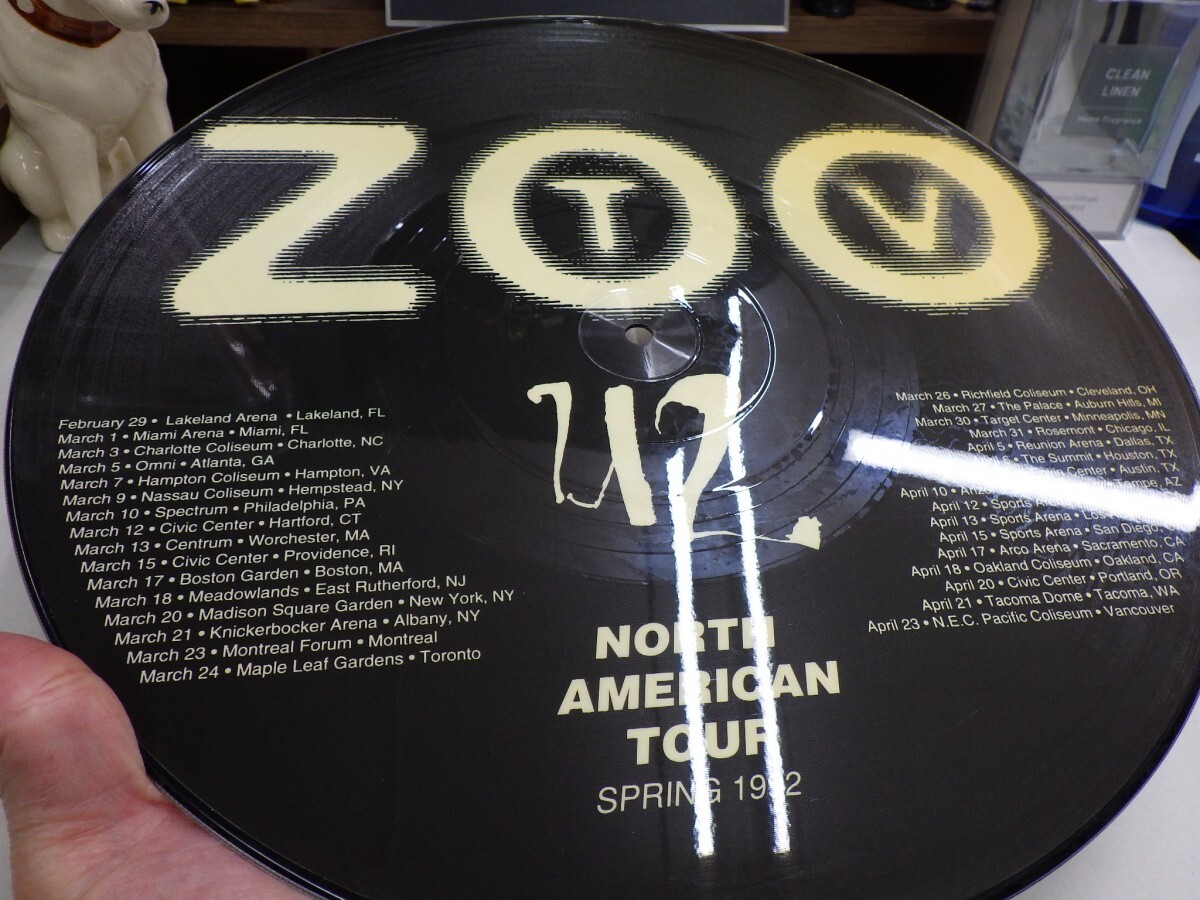 ZOO
TV
U2
February 29 • Lakeland Arena • Lakeland, FL
March 1 • Miami Arena • Miami, FL
March 3 • Charlotte Coliseum • Charlotte, NC
March 5 • Omni • Atlanta, GA
March 7 • Hampton Coliseum • Hampton, VA
March 9 • Nassau Coliseum • Hempstead, NY
March 10 • Spectrum • Philadelphia, PA
March 12 • Civic Center • Hartford, CT
March 13 • Centrum • Worchester, MA
March 15 • Civic Center • Providence, RI
March 17 • Boston Garden • Boston, MA
March 18 • Meadowlands • East Rutherford, NJ
March 20 • Madison Square Garden • New York, NY
March 21 • Knickerbocker Arena • Albany, NY
March 23 • Montreal Forum • Montreal
March 24 • Maple Leaf Gardens • Toronto
March 26 • Richfield Coliseum • Cleveland, OH
March 27 • The Palace • Auburn Hills, MI
March 30 • Target Center • Minneapolis, MN
March 31 • Rosemont • Chicago, IL
April 5 • Reunion Arena • Dallas, TX
• The Summit • Houston, TX
Center • Austin, TX
Tempe, AZ
April 10 •
April 12 • Sports
April 13 • Sports Arena • Los
April 15 • Sports Arena • San Diego,
April 17 • Arco Arena • Sacramento, CA
April 18 • Oakland Coliseum • Oakland, CA
April 20 • Civic Center • Portland, OR
April 21 • Tacoma Dome • Tacoma, WA
April 23 • N.E.C. Pacific Coliseum • Vancouver
NORTH
AMERICAN
TOUR
SPRING 1992
CLEAN
LINEN
Home Fragrance